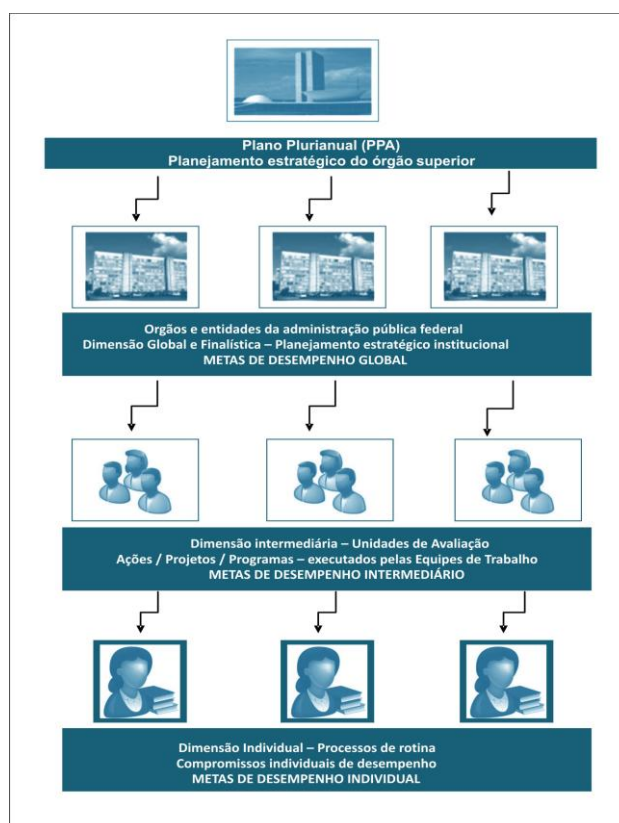 Plano Plurianual (PPA)
Planejamento estratégico do órgão superior
Orgãos e entidades da administração pública federal
Dimensão Global e Finalística – Planejamento estratégico institucional
METAS DE DESEMPENHO GLOBAL
Dimensão intermediária – Unidades de Avaliação
Ações / Projetos / Programas – executados pelas Equipes de Trabalho
METAS DE DESEMPENHO INTERMEDIÁRIO
Dimensão Individual – Processos de rotina
Compromissos individuais de desempenho
METAS DE DESEMPENHO INDIVIDUAL